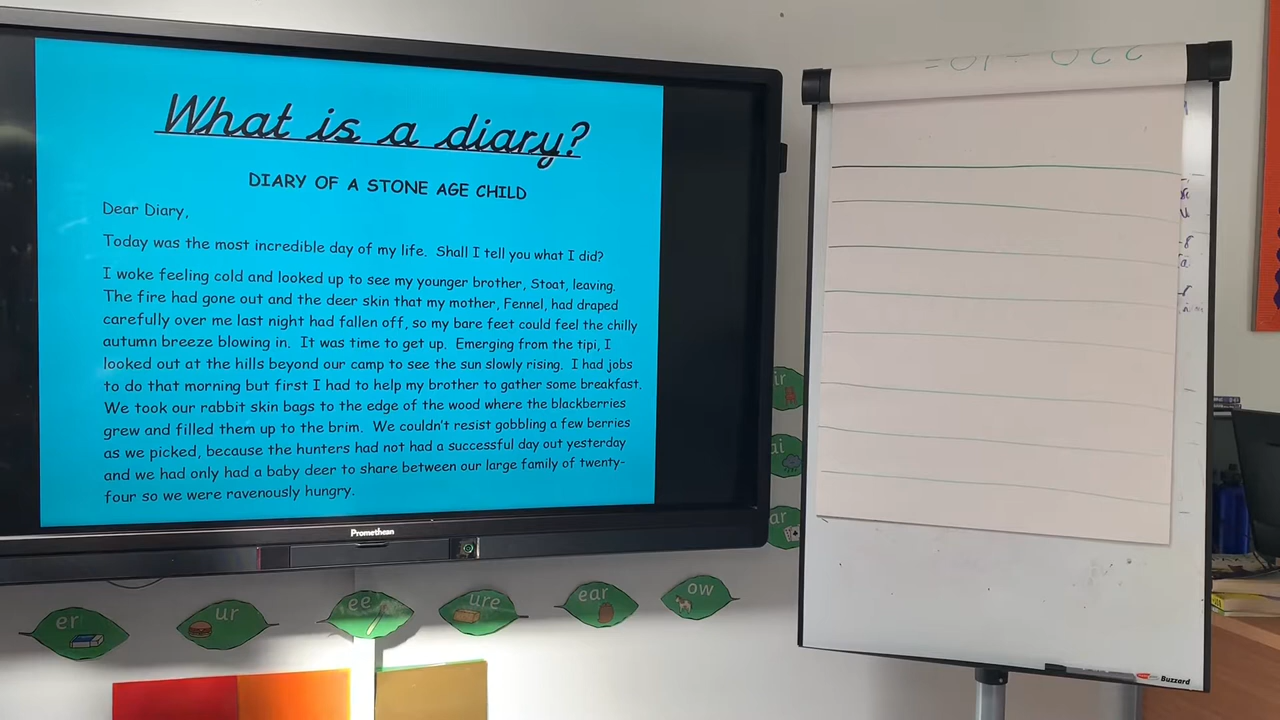 What is a diary?
DIARY OF A STONE AGE CHILD
Dear Diary,
Today was the most incredible day of my life.  Shall I tell you what I did?
I woke feeling cold and looked up to see my younger brother, Stoat, leaving.
The fire had gone out and the deer skin that my mother, Fennel, had draped
carefully over me last night had fallen off, so my bare feet could feel the chilly
autumn breeze blowing in.  It was time to get up.  Emerging from the tipi, I
looked out at the hills beyond our camp to see the sun slowly rising.  I had jobs
to do that morning but first I had to help my brother to gather some breakfast.
We took our rabbit skin bags to the edge of the wood where the blackberries
grew and filled them up to the brim.  We couldn't resist gobbling a few berries
as we picked, because the hunters had not had a successful day out yesterday
and we had only had a baby deer to share between our large family of twenty-
four so we were ravenously hungry.
Promethean
220 ÷ 10 =
ir
ai
ar
er
ur
ee
ure
ear
ow
Buzzard